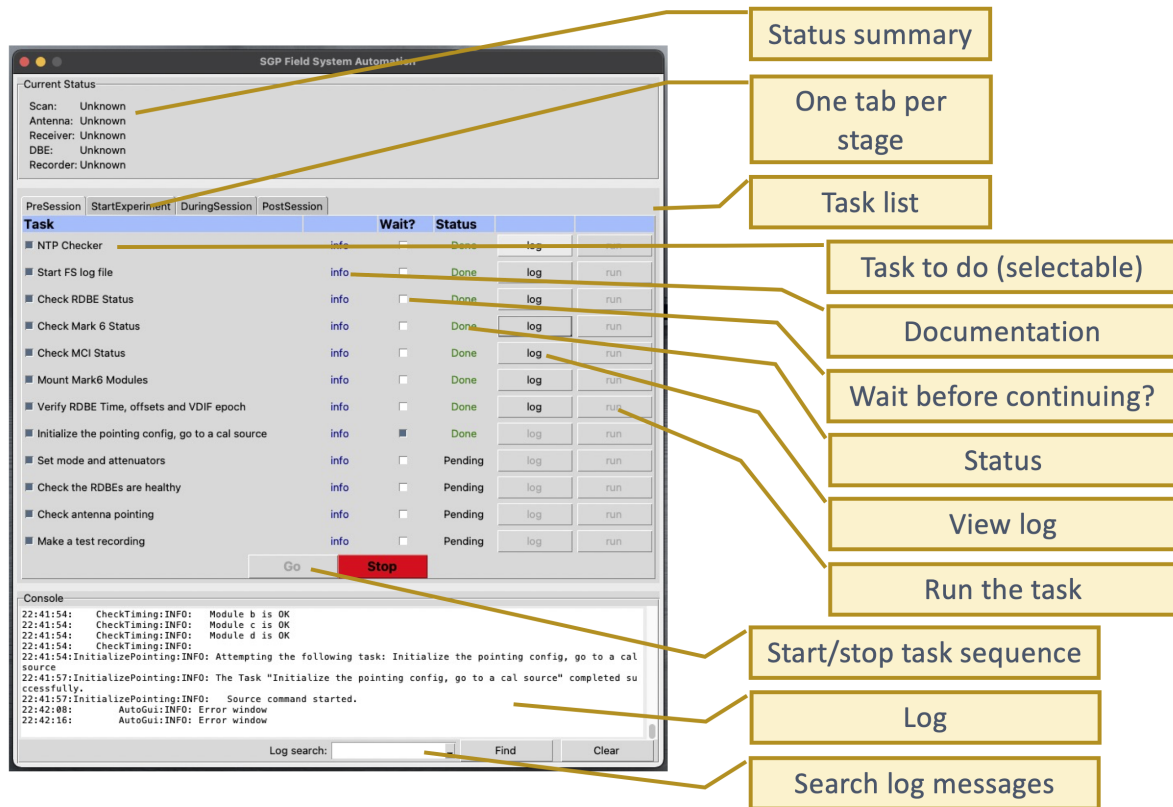 Status summary
SGP Field System Automation
Current Status
Scan: Unknown
Antenna: Unknown
Receiver: Unknown
DBE: Unknown
Recorder: Unknown
One tab per
stage
Task list
PreSession StartExperiment DuringSession PostSession
Task Wait? Status
NTP Checker info Done log run
Start FS log file info Done log run
Check RDBE Status info Done log run
Check Mark 6 Status info Done log run
Check MCI Status info Done log run
Mount Mark6 Modules info Done log run
Verify RDBE Time, offsets and VDIF epoch info Done log run
Initialize the pointing config, go to a cal source info Done log run
Set mode and attenuators info Pending log run
Check the RDBEs are healthy info Pending log run
Check antenna pointing info Pending log run
Make a test recording info Pending log run
Go Stop
Task to do (selectable)
Documentation
Wait before continuing?
Status
View log
Run the task
Start/stop task sequence
Console
22:41:54: CheckTiming:INFO: Module b is OK
22:41:54: CheckTiming:INFO: Module c is OK
22:41:54: CheckTiming:INFO: Module d is OK
22:41:54: CheckTiming:INFO:
22:41:54:InitializePointing:INFO: Attempting the following task: Initialize the pointing config, go to a cal
source
22:41:57:InitializePointing:INFO: The Task "Initialize the pointing config, go to a cal source" completed su
ccessfully.
22:41:57:InitializePointing:INFO: Source command started.
22:42:08: AutoGui:INFO: Error window
22:42:16: AutoGui:INFO: Error window
Log
Log search: Find Clear
Search log messages